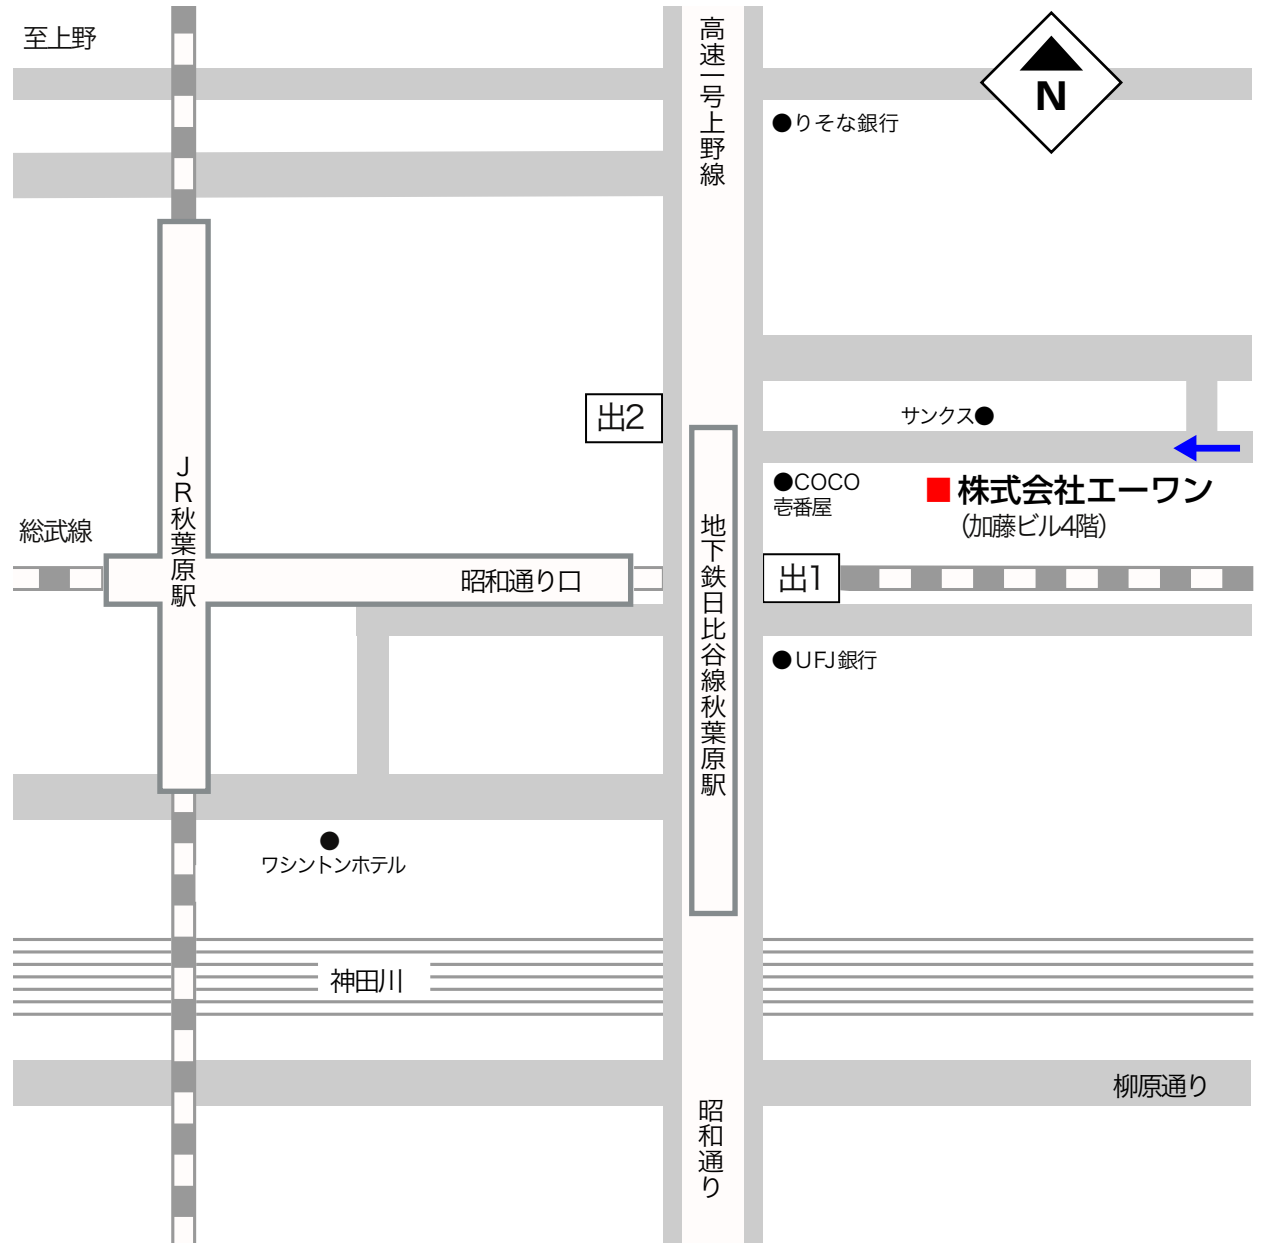 至上野
高速一号上野線
N
りそな銀行
出2
サンクス
COCO
壱番屋
株式会社エーワン
(加藤ビル4階)
JR秋葉原駅
総武線
昭和通り口
地下鉄日比谷線秋葉原駅
出1
UFJ銀行
ワシントンホテル
神田川
柳原通り
昭和通り